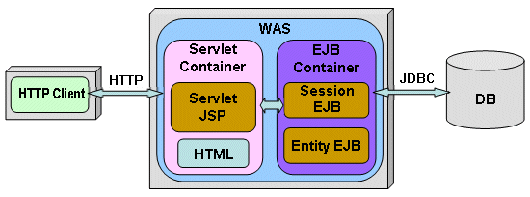 WAS
Servlet
Container
EJB
Container
HTTP
JDBC
HTTP Client
Servlet
JSP
Session
EJB
DB
HTML
Entity EJB